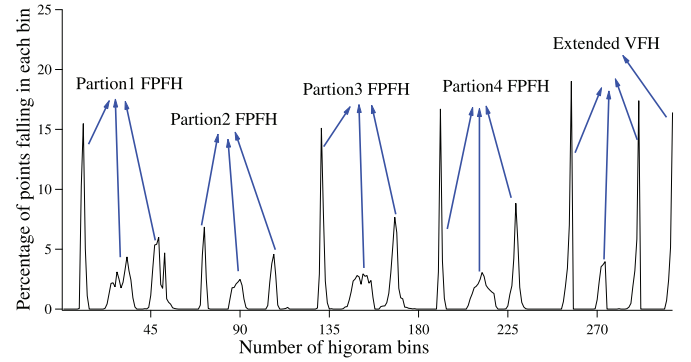 25
Extended VFH
20
Partion1 FPFH
Partion3 FPFH
Partion4 FPFH
Partion2 FPFH
15
10
5
0
45
90
135
180
225
270
Percentage of points falling in each bin
Number of higoram bins